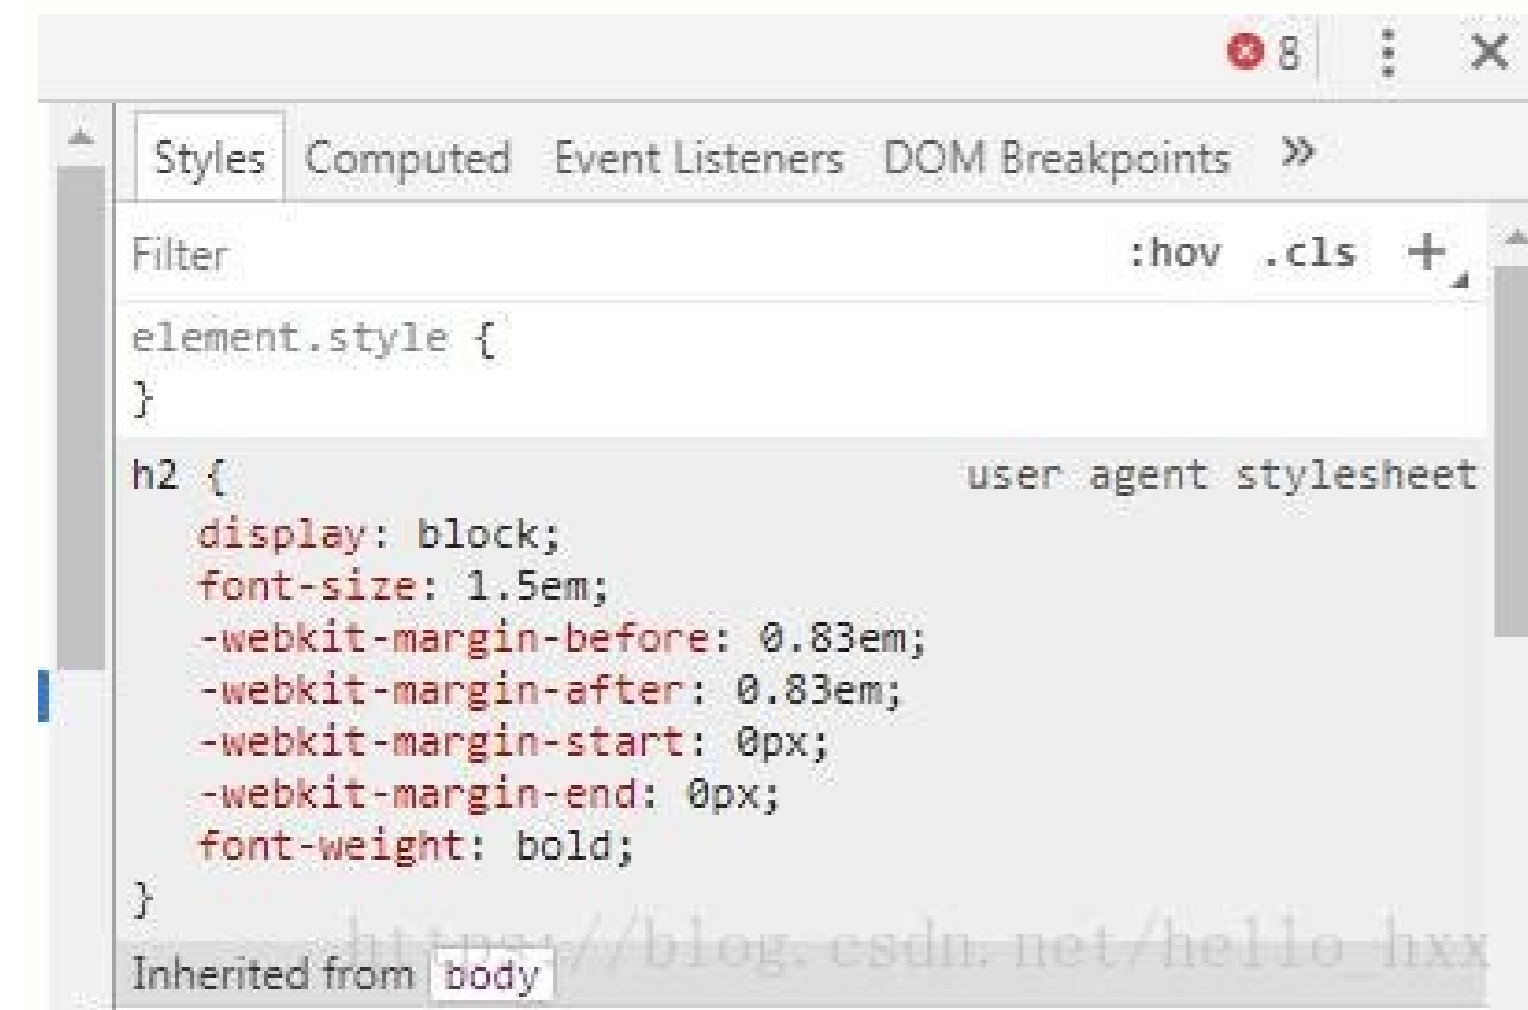 8
Styles Computed Event Listeners DOM Breakpoints »
Filter :hov .cls +
element.style {
}
h2 { user agent stylesheet
display: block;
font-size: 1.5em;
-webkit-margin-before: 0.83em;
-webkit-margin-after: 0.83em;
-webkit-margin-start: 0px;
-webkit-margin-end: 0px;
font-weight: bold;
}
https://blog.csdn.net/hello_hxx
Inherited from body